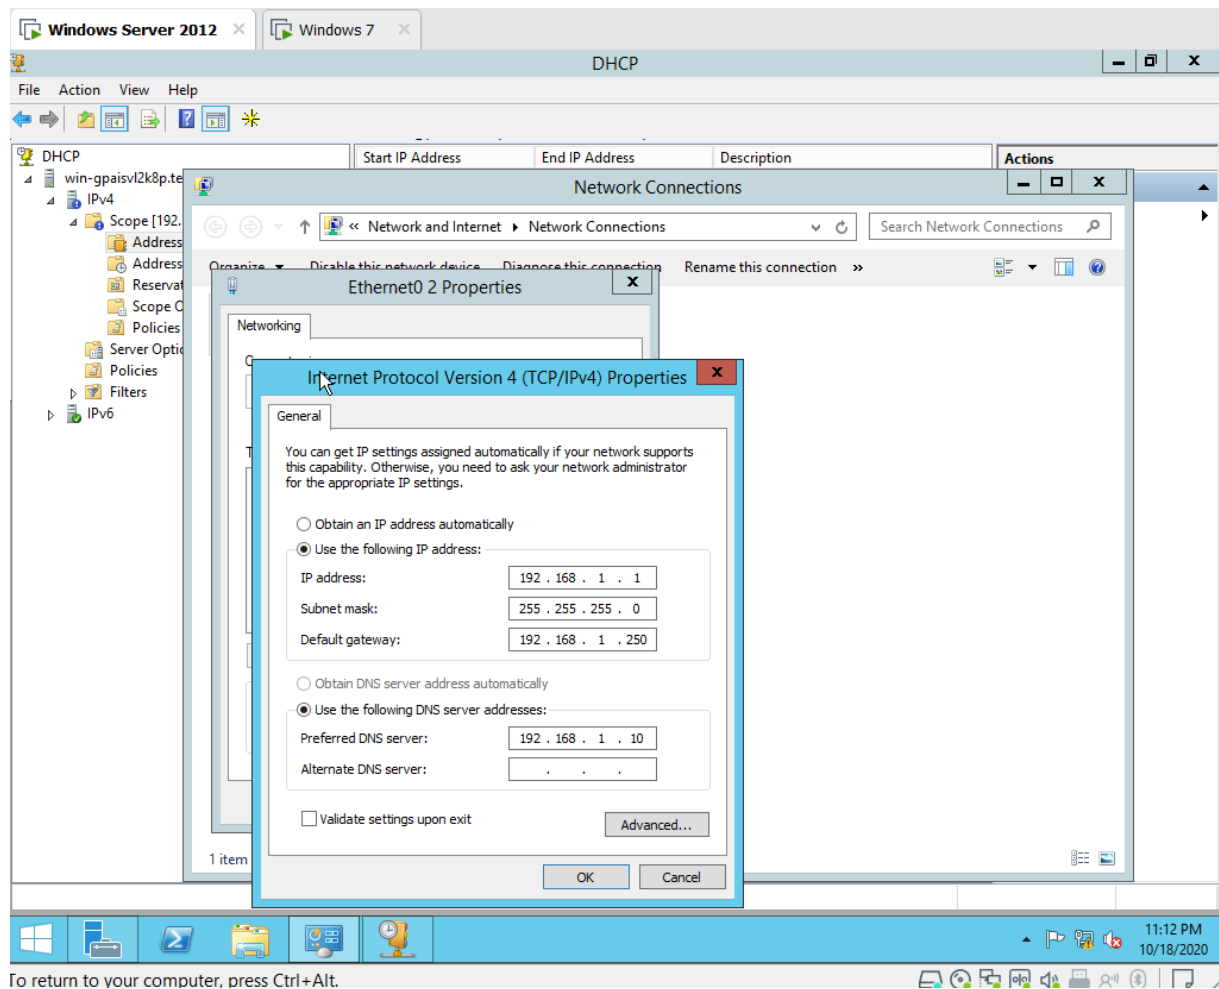 Windows Server 2012
Windows 7
DHCP
File Action View Help
DHCP
Start IP Address End IP Address Description
Actions
win-gpaisvl2k8p.te
IPv4
Scope [192.
Address
Address
Reservat
Scope O
Policies
Server Optic
Policies
Filters
IPv6
Network Connections
« Network and Internet Network Connections
Search Network Connections
Organize Disable this network device Diagnose this connection Rename this connection »
Ethernet0 2 Properties
Networking
Internet Protocol Version 4 (TCP/IPv4) Properties
General
You can get IP settings assigned automatically if your network supports
this capability. Otherwise, you need to ask your network administrator
for the appropriate IP settings.
Obtain an IP address automatically
Use the following IP address:
IP address: 192 . 168 . 1 . 1
Subnet mask: 255 . 255 . 255 . 0
Default gateway: 192 . 168 . 1 . 250
Obtain DNS server address automatically
Use the following DNS server addresses:
Preferred DNS server: 192 . 168 . 1 . 10
Alternate DNS server: . . .
Validate settings upon exit
Advanced...
OK Cancel
1 item
11:12 PM
10/18/2020
To return to your computer, press Ctrl+Alt.